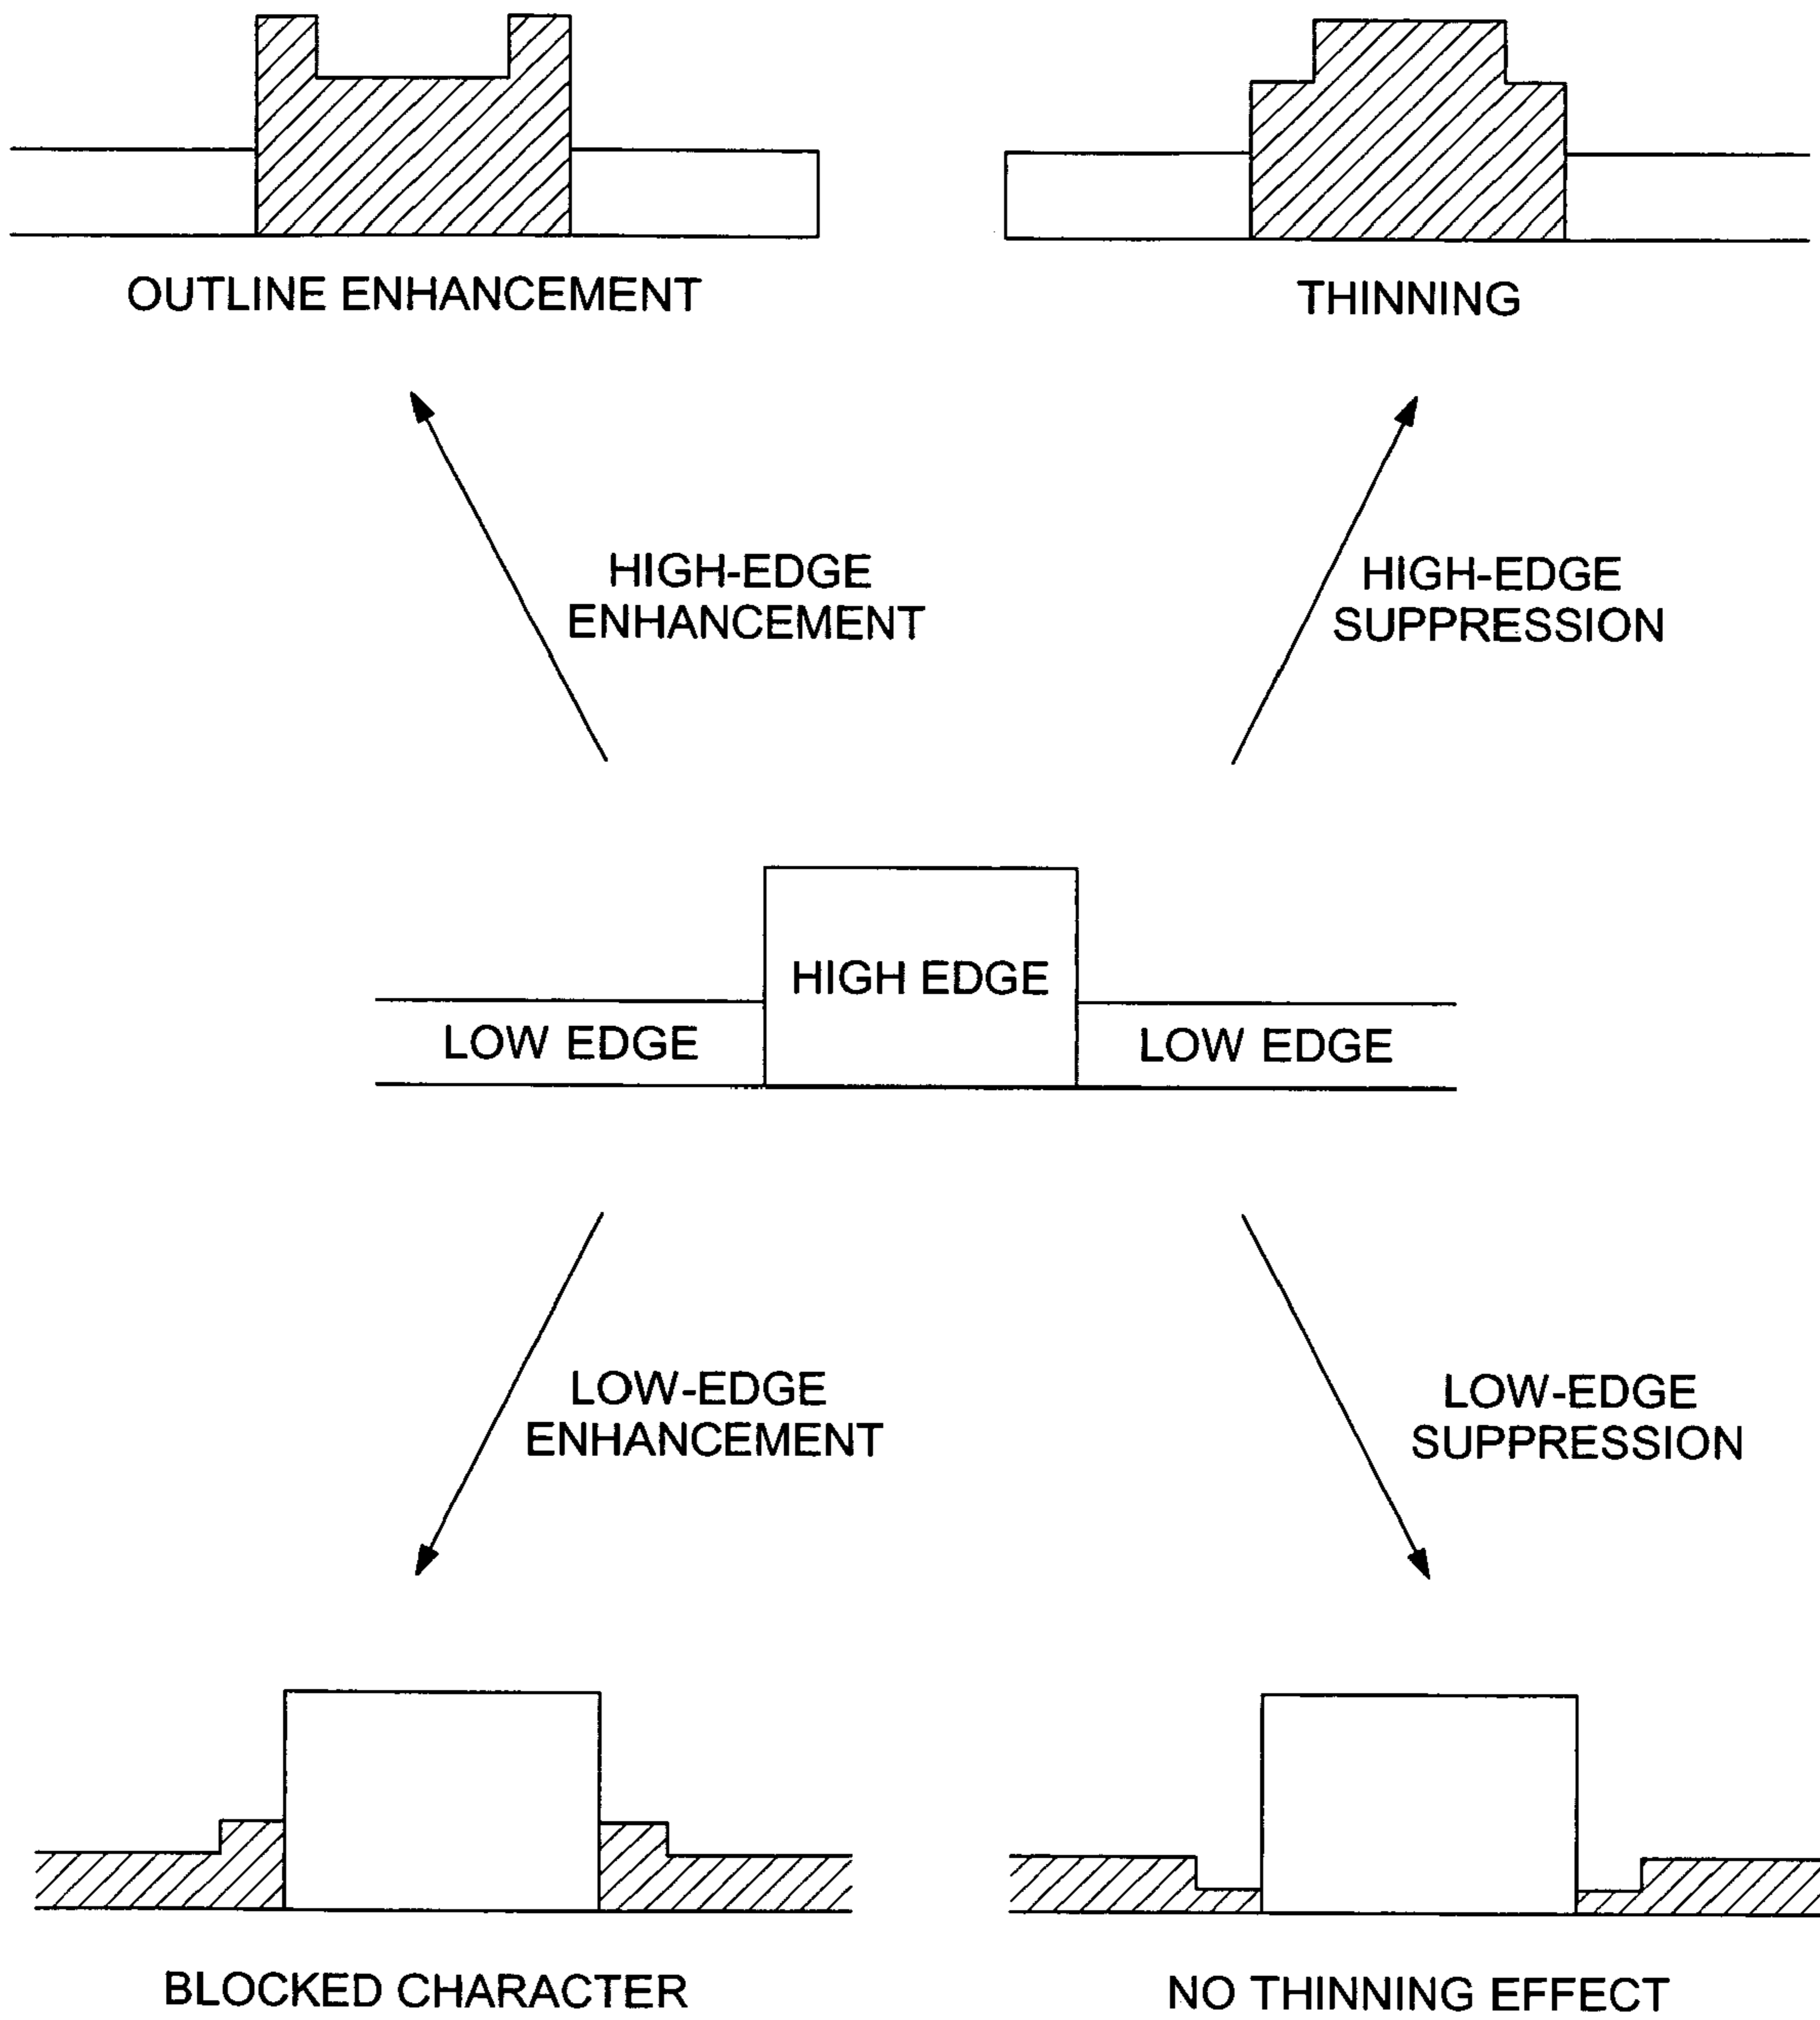 OUTLINE ENHANCEMENT
THINNING
HIGH-EDGE
ENHANCEMENT
HIGH-EDGE
SUPPRESSION
HIGH EDGE
LOW EDGE
LOW EDGE
LOW-EDGE
ENHANCEMENT
LOW-EDGE
SUPPRESSION
BLOCKED CHARACTER
NO THINNING EFFECT